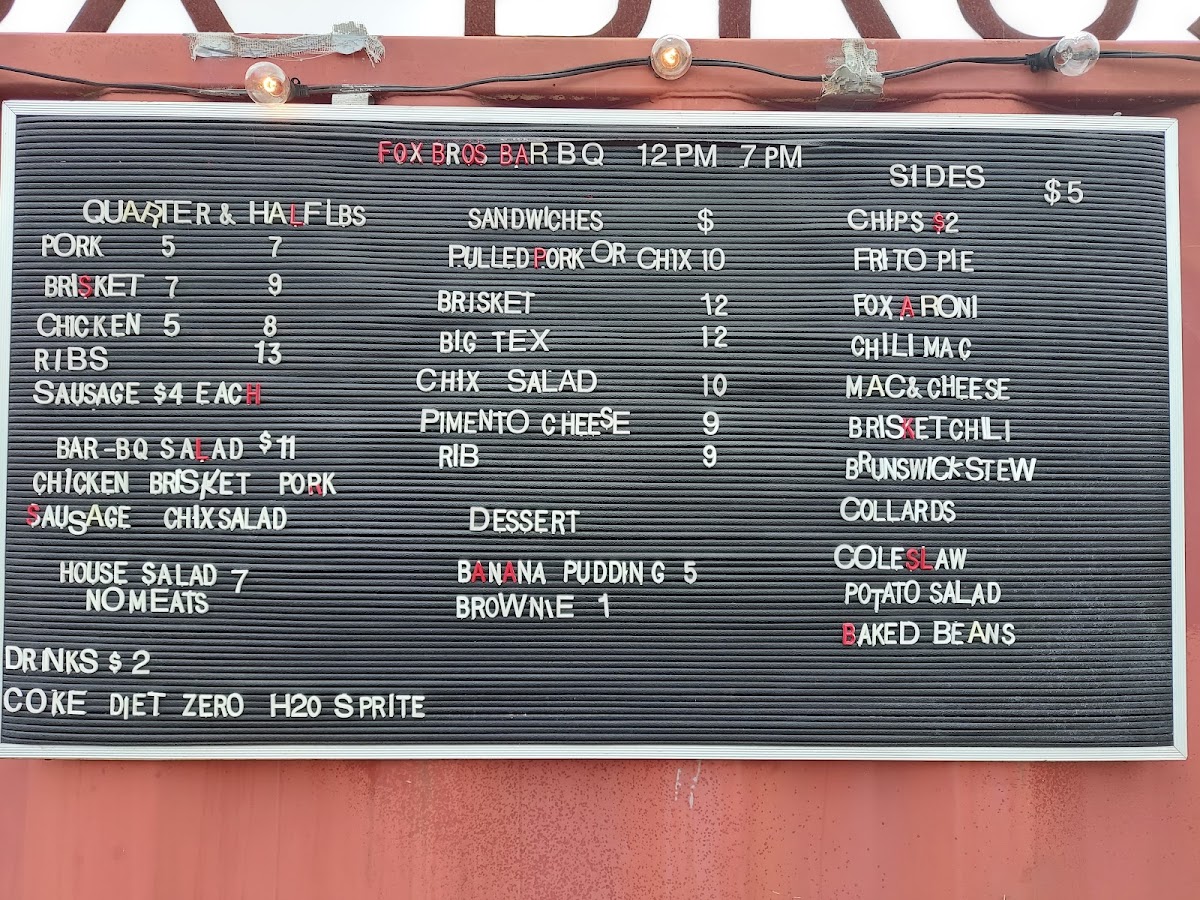 FOX BROS BAR B Q 12 PM 7 PM
QUARTER & HALF LBS
PORK 5 7
BRISKET 7 9
CHICKEN 5 8
RIBS 13
SAUSAGE $4 EACH
BAR-BQ SALAD $11
CHICKEN BRISKET PORK
SAUSAGE CHIX SALAD
HOUSE SALAD 7
NO MEATS
DRINKS $2
COKE DIET ZERO H20 SPRITE
SANDWICHES $
PULLED PORK OR CHIX 10
BRISKET 12
BIG TEX 12
CHIX SALAD 10
PIMENTO CHEESE 9
RIB 9
DESSERT
BANANA PUDDING 5
BROWNIE 1
SIDES $5
CHIPS $2
FRITO PIE
FOX A RONI
CHILI MAC
MAC & CHEESE
BRISKET CHILI
BRUNSWICK STEW
COLLARDS
COLESLAW
POTATO SALAD
BAKED BEANS